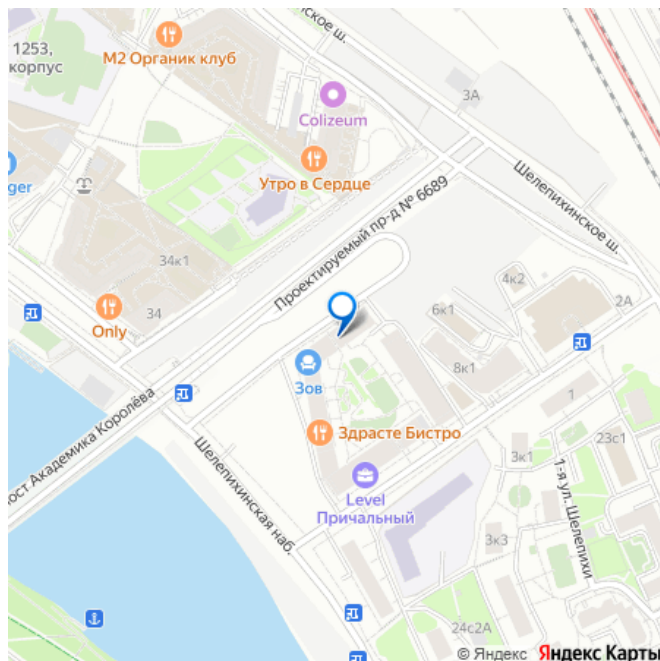 ское ш.
1253,
корпус
М2 Органик клуб
3А
Colizeum
Шелепихинское ш.
ger
Утро в Сердце
Проектируемый пр-д № 6689
34к1
4к2
34
6к1
2А
Only
Зов
8к1
1
ост Академика Королёва
Здрасте Бистро
23с1
Шелепихинская наб.
3к1
1-я ул. Шелепихи
Level
Причальный
3к3
24с2А
© Яндекс Яндекс Карты